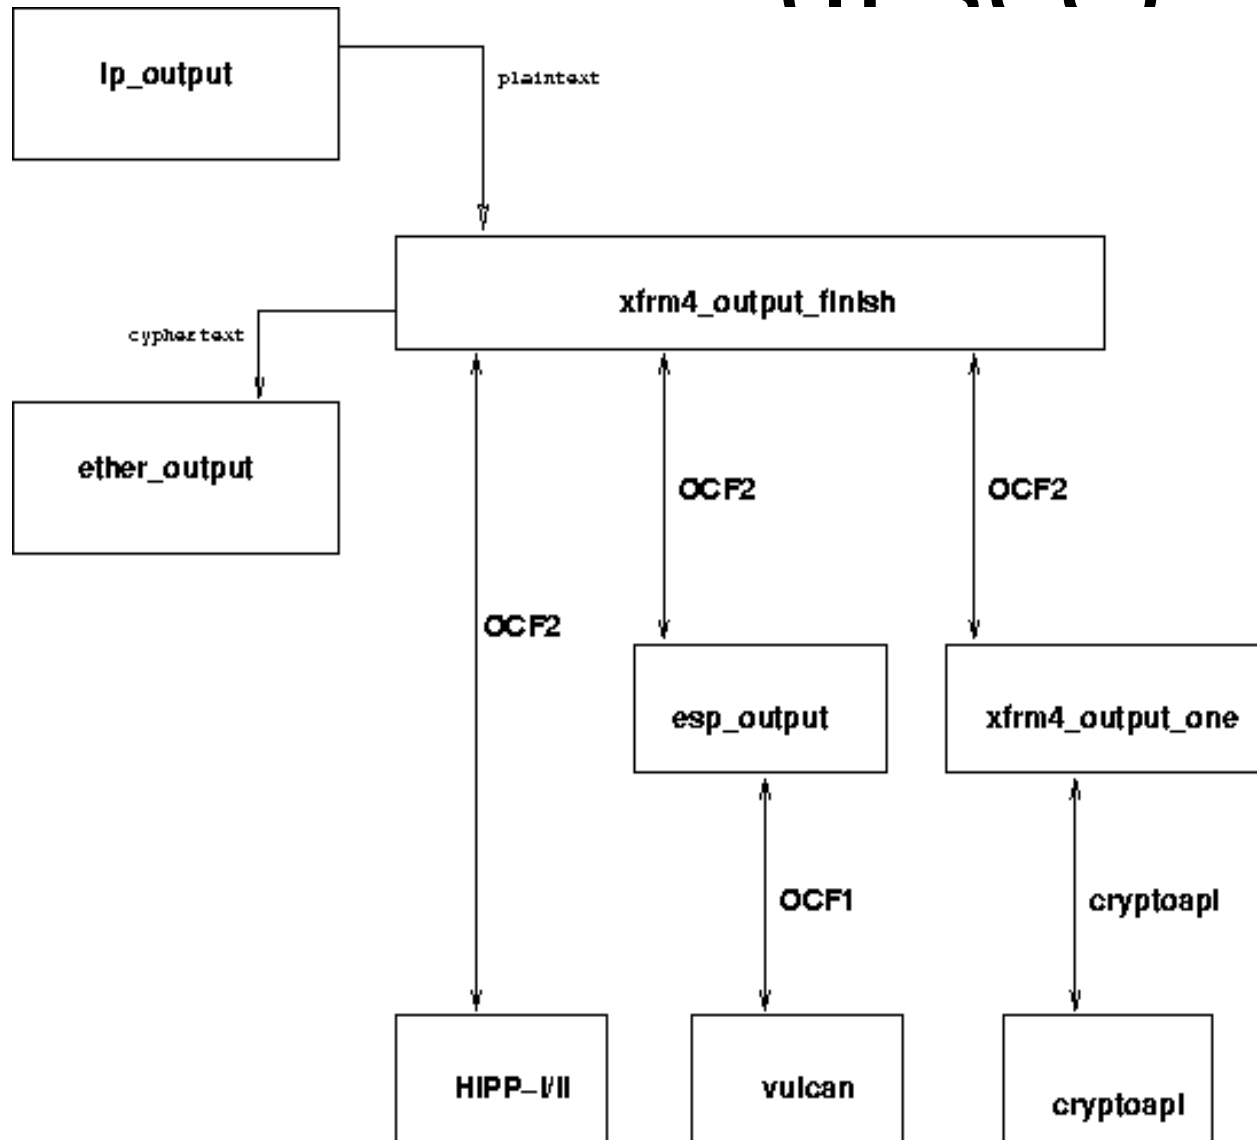 ip_output
plaintext
xfrm4_output_finish
cyphertext
ether_output
OCF2
OCF2
OCF2
esp_output
xfrm4_output_one
OCF1
cryptoapi
HIPP–I/II
vulcan
cryptoapi